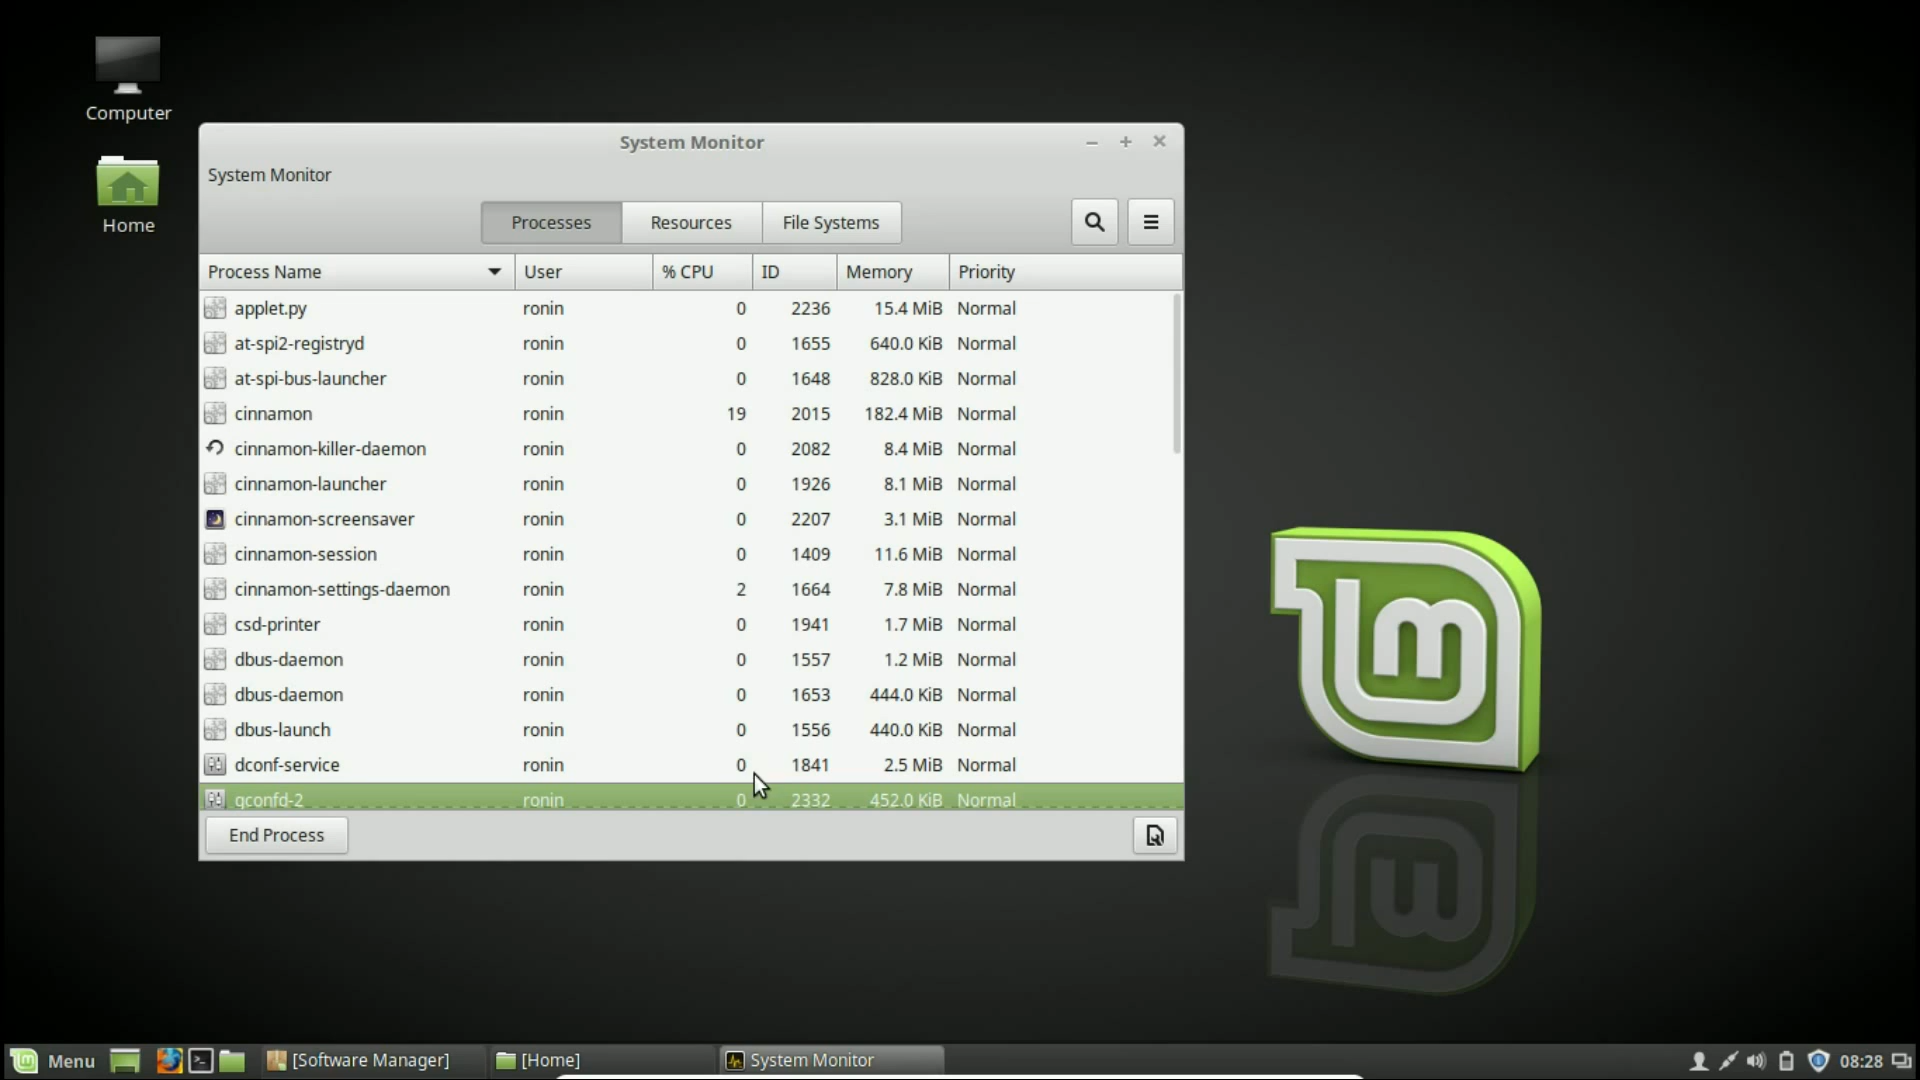 Computer
Home
System Monitor
System Monitor
Processes Resources File Systems
Process Name User % CPU ID Memory Priority
applet.py ronin 0 2236 15.4 MiB Normal
at-spi2-registryd ronin 0 1655 640.0 KiB Normal
at-spi-bus-launcher ronin 0 1648 828.0 KiB Normal
cinnamon ronin 19 2015 182.4 MiB Normal
cinnamon-killer-daemon ronin 0 2082 8.4 MiB Normal
cinnamon-launcher ronin 0 1926 8.1 MiB Normal
cinnamon-screensaver ronin 0 2207 3.1 MiB Normal
cinnamon-session ronin 0 1409 11.6 MiB Normal
cinnamon-settings-daemon ronin 2 1664 7.8 MiB Normal
csd-printer ronin 0 1941 1.7 MiB Normal
dbus-daemon ronin 0 1557 1.2 MiB Normal
dbus-daemon ronin 0 1653 444.0 KiB Normal
dbus-launch ronin 0 1556 440.0 KiB Normal
dconf-service ronin 0 1841 2.5 MiB Normal
gconfd-2 ronin 0 2332 452.0 KiB Normal
End Process
Menu [Software Manager] [Home] System Monitor 08:28